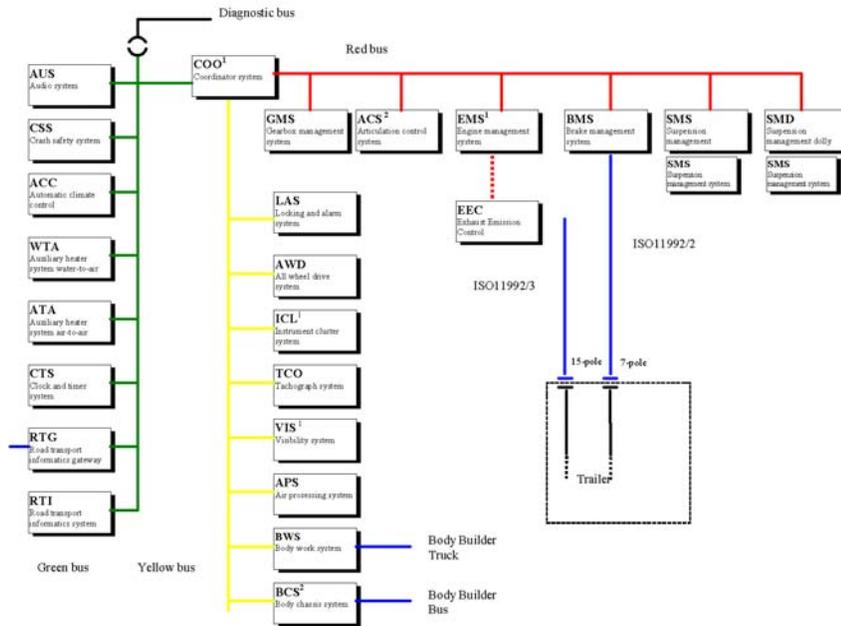 Diagnostic bus
Red bus
COO1
Coordinator system
AUS
Audio system
CSS
Crash safety system
ACC
Automatic climate
control
WTA
Auxiliary heater
system water-to-air
ATA
Auxiliary heater
system air-to-air
CTS
Clock and timer
system
RTG
Road transport
informatics gateway
RTI
Road transport
informatics system
Green bus
Yellow bus
GMS
Gearbox management
system
ACS2
Articulation control
system
EMS1
Engine management
system
BMS
Brake management
system
SMS
Suspension
management
SMS
Suspension
management system
SMD
Suspension
management dolly
SMS
Suspension
management system
EEC
Exhaust Emission
Control
LAS
Locking and alarm
system
AWD
All wheel drive
system
ICL1
Instrument cluster
system
TCO
Tachograph system
VIS1
Visibility system
APS
Air prosessing system
BWS
Body work system
BCS2
Body chassis system
Body Builder
Truck
Body Builder
Bus
ISO11992/2
ISO11992/3
15-pole
7-pole
Trailer